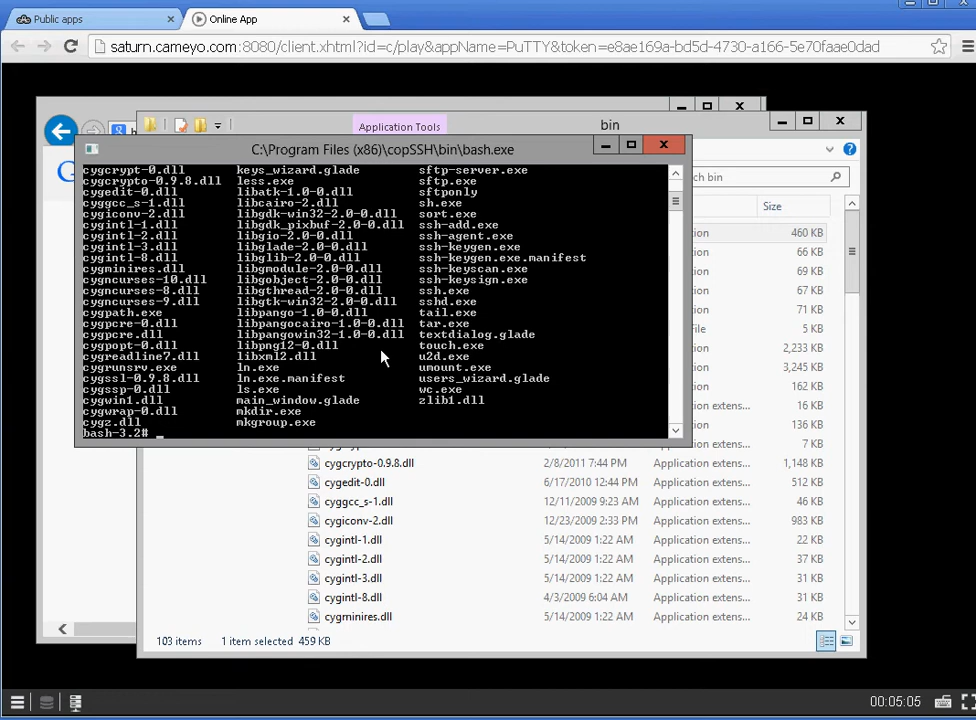 Public apps
Online App
saturn.cameyo.com:8080/client.xhtml?id=c/play&appName=PuTTY&token=e8ae169a-bd5d-4730-a166-5e70faae0dad
Application Tools
bin
C:\Program Files (x86)\copSSH\bin\bash.exe
cygcrypt-0.dll keys_wizard.glade sftp-server.exe
cygcrypto-0.9.8.dll less.exe sftp.exe
cygedit-0.dll libatk-1.0-0.dll sftponly
cyggcc_s-1.dll libcairo-2.dll sh.exe
cygiconv-2.dll libgdk-win32-2.0-0.dll sort.exe
cygintl-1.dll libgdk_pixbuf-2.0-0.dll ssh-add.exe
cygintl-2.dll libgio-2.0-0.dll ssh-agent.exe
cygintl-3.dll libglade-2.0-0.dll ssh-keygen.exe
cygintl-8.dll libglib-2.0-0.dll ssh-keygen.exe.manifest
cygminires.dll libgmodule-2.0-0.dll ssh-keyscan.exe
cygncurses-10.dll libgobject-2.0-0.dll ssh-keysign.exe
cygncurses-8.dll libgthread-2.0-0.dll ssh.exe
cygncurses-9.dll libgtk-win32-2.0-0.dll sshd.exe
cygpath.exe libpango-1.0-0.dll tail.exe
cygpcre-0.dll libpangocairo-1.0-0.dll tar.exe
cygpcre.dll libpangowin32-1.0-0.dll textdialog.glade
cygpopt-0.dll libpng12-0.dll touch.exe
cygreadline7.dll libxml2.dll u2d.exe
cygrunsrv.exe ln.exe umount.exe
cygssl-0.9.8.dll ln.exe.manifest users_wizard.glade
cygssp-0.dll ls.exe wc.exe
cygwin1.dll main_window.glade zlib1.dll
cygwrap-0.dll mkdir.exe
cygz.dll mkgroup.exe
bash-3.2# _
ch bin
Size
tion 460 KB
66 KB
69 KB
67 KB
File 5 KB
2,233 KB
3,245 KB
162 KB
extens... 106 KB
extens... 136 KB
extens... 7 KB
cygcrypto-0.9.8.dll 2/8/2011 7:44 PM Application extens... 1,148 KB
cygedit-0.dll 6/17/2010 12:44 PM Application extens... 512 KB
cyggcc_s-1.dll 12/11/2009 9:23 AM Application extens... 46 KB
cygiconv-2.dll 12/23/2009 2:33 PM Application extens... 983 KB
cygintl-1.dll 5/14/2009 1:22 AM Application extens... 22 KB
cygintl-2.dll 5/14/2009 1:22 AM Application extens... 37 KB
cygintl-3.dll 5/14/2009 1:22 AM Application extens... 31 KB
cygintl-8.dll 4/3/2009 6:04 AM Application extens... 31 KB
cygminires.dll 5/14/2009 1:22 AM Application extens... 24 KB
103 items 1 item selected 459 KB
00:05:05